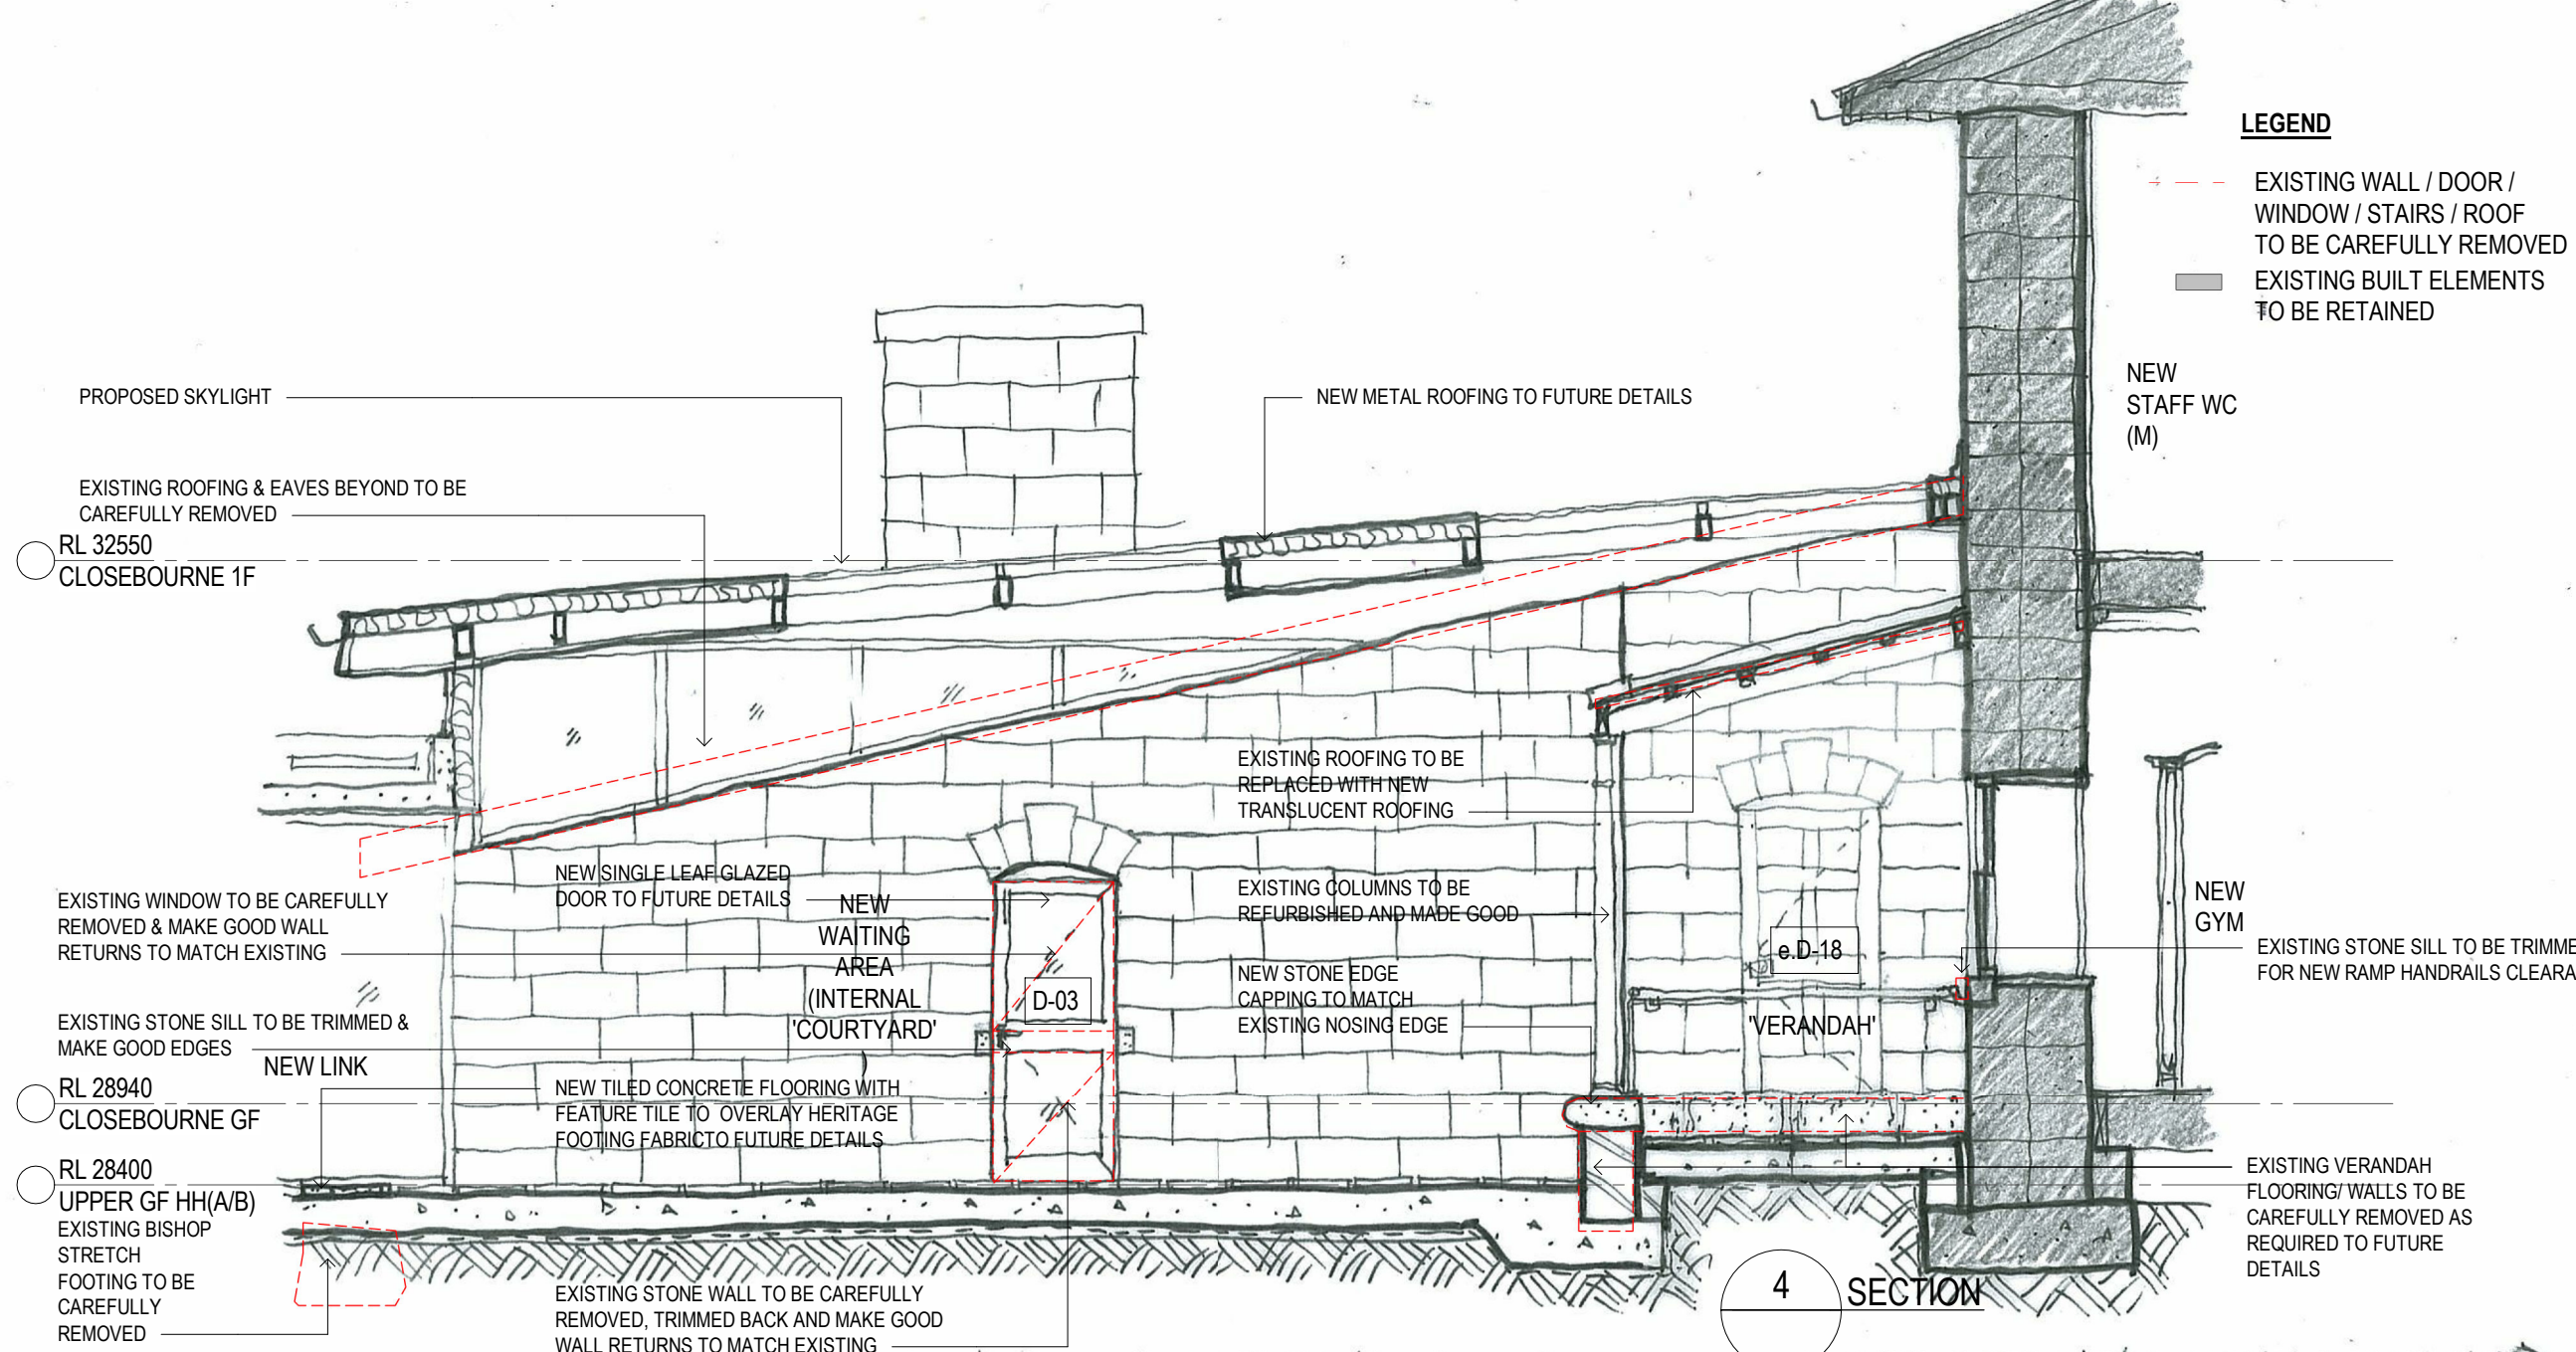 LEGEND
EXISTING WALL / DOOR /
WINDOW / STAIRS / ROOF
TO BE CAREFULLY REMOVED
EXISTING BUILT ELEMENTS
TO BE RETAINED
NEW
STAFF WC
(M)
PROPOSED SKYLIGHT
NEW METAL ROOFING TO FUTURE DETAILS
EXISTING ROOFING & EAVES BEYOND TO BE
CAREFULLY REMOVED
RL 32550
CLOSEBOURNE 1F
EXISTING ROOFING TO BE
REPLACED WITH NEW
TRANSLUCENT ROOFING
EXISTING WINDOW TO BE CAREFULLY
REMOVED & MAKE GOOD WALL
RETURNS TO MATCH EXISTING
NEW SINGLE LEAF GLAZED
DOOR TO FUTURE DETAILS
NEW
WAITING
AREA
(INTERNAL
'COURTYARD'
)
D-03
EXISTING COLUMNS TO BE
REFURBISHED AND MADE GOOD
NEW STONE EDGE
CAPPING TO MATCH
EXISTING NOSING EDGE
e.D-18
'VERANDAH'
NEW
GYM
EXISTING STONE SILL TO BE TRIMME
FOR NEW RAMP HANDRAILS CLEARA
EXISTING STONE SILL TO BE TRIMMED &
MAKE GOOD EDGES
NEW LINK
RL 28940
CLOSEBOURNE GF
NEW TILED CONCRETE FLOORING WITH
FEATURE TILE TO OVERLAY HERITAGE
FOOTING FABRICTO FUTURE DETAILS
RL 28400
UPPER GF HH(A/B)
EXISTING BISHOP
STRETCH
FOOTING TO BE
CAREFULLY
REMOVED
EXISTING STONE WALL TO BE CAREFULLY
REMOVED, TRIMMED BACK AND MAKE GOOD
WALL RETURNS TO MATCH EXISTING
EXISTING VERANDAH
FLOORING/ WALLS TO BE
CAREFULLY REMOVED AS
REQUIRED TO FUTURE
DETAILS
4
SECTION